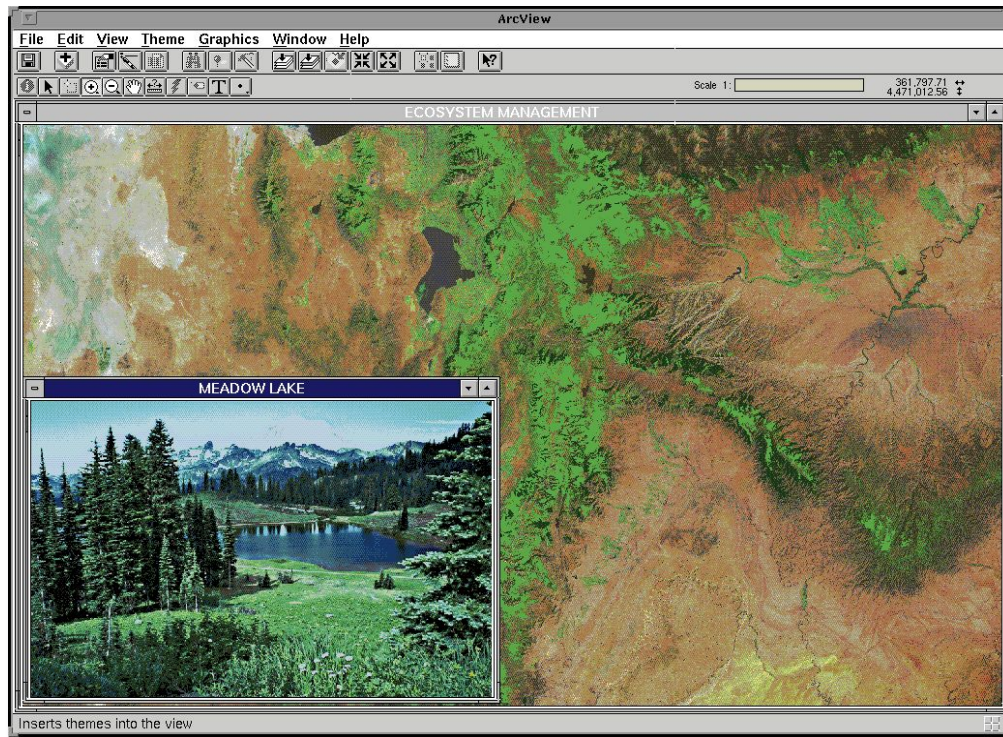 ArcView
File Edit View Theme Graphics Window Help
Scale 1: 361,797.71
4,471,012.56
ECOSYSTEM MANAGEMENT
MEADOW LAKE
Inserts themes into the view